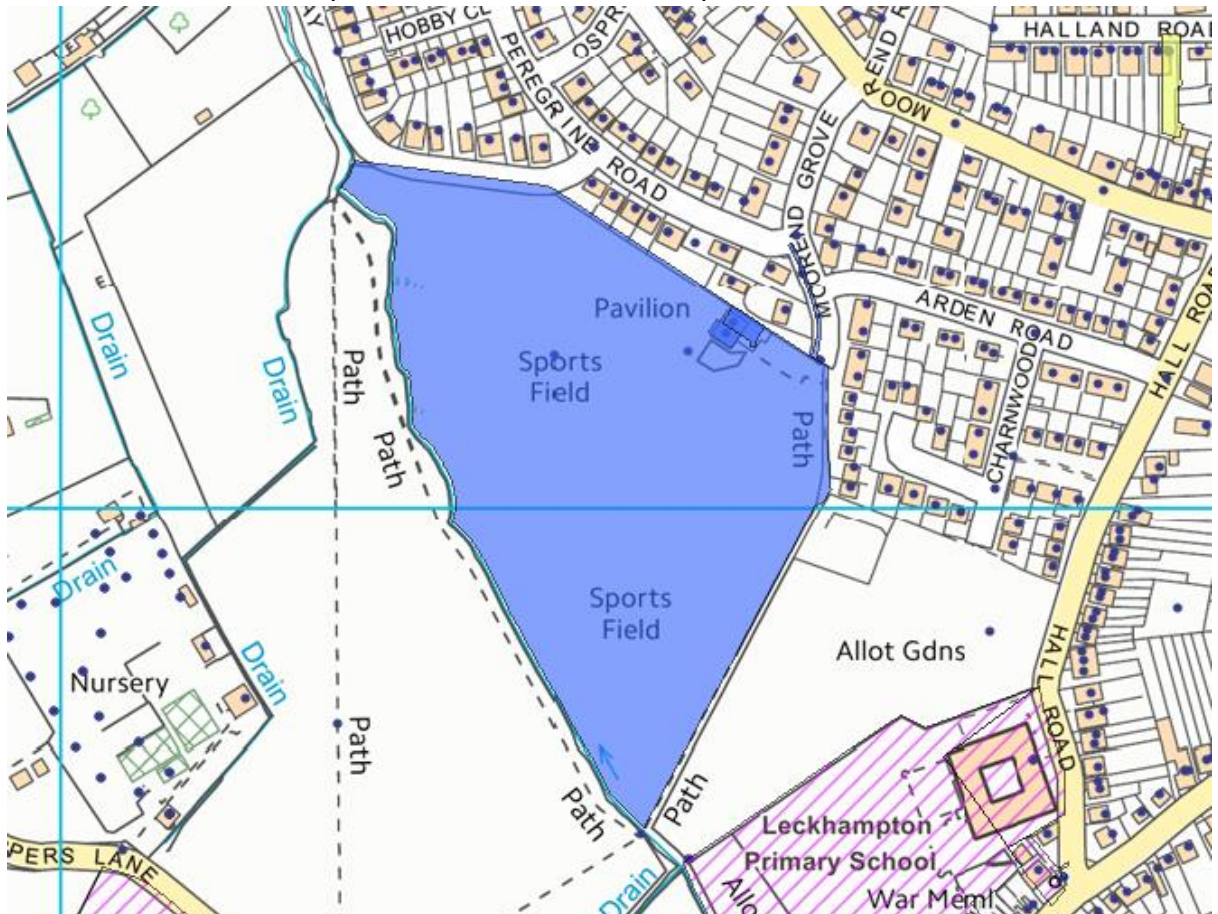 HOBBY CL
PEREGRINE ROAD
HALLAND ROAD
MOOREND GROVE
Drain
Drain
Path
Path
Pavilion
Sports
Field
Path
ARDEN ROAD
CHARNWOOD
HALL ROAD
Drain
Drain
Nursery
Path
Sports
Field
Allot Gdns
HALL ROAD
Path
Path
Leckhampton
Primary School
War Meml
PERS LANE
Drain
Allo